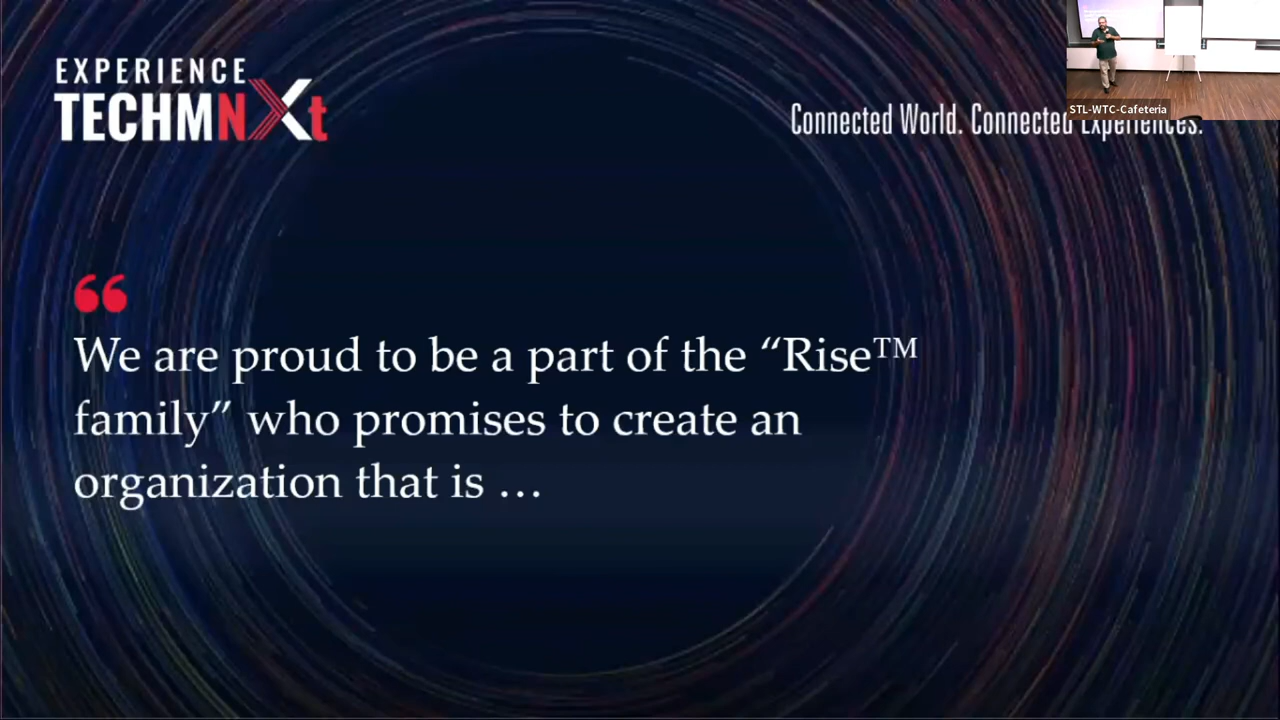 EXPERIENCE
TECHMNXt
Connected World. Connected Experiences.
STL-WTC-Cafeteria
“
We are proud to be a part of the “Rise™
family” who promises to create an
organization that is …